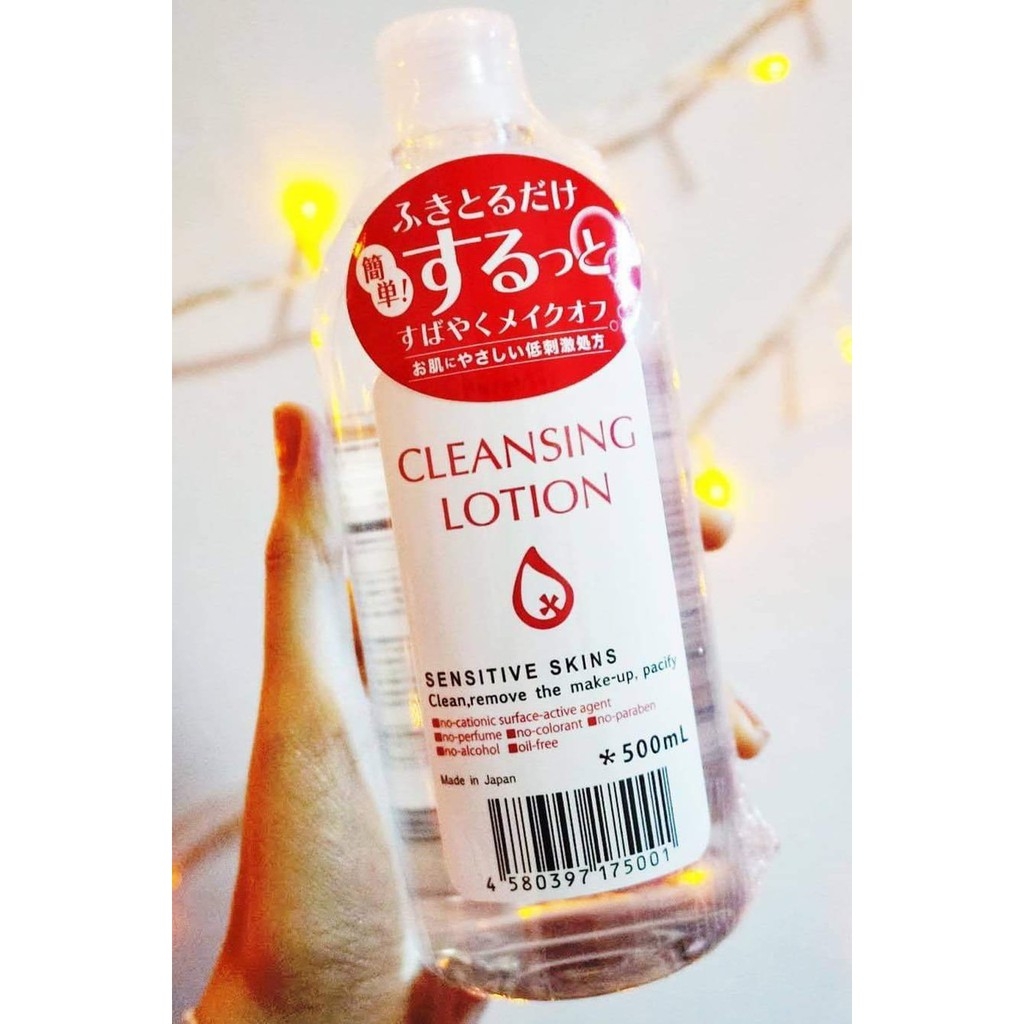 ふきとるだけ
簡単!
するっと
すばやくメイクオフ。
お肌にやさしい低刺激処方
CLEANSING
LOTION
SENSITIVE SKINS
Clean,remove the make-up, pacify
■no-cationic surface-active agent
■no-perfume ■no-colorant ■no-paraben
■no-alcohol ■oil-free
*500mL
Made in Japan
4 580397 175001